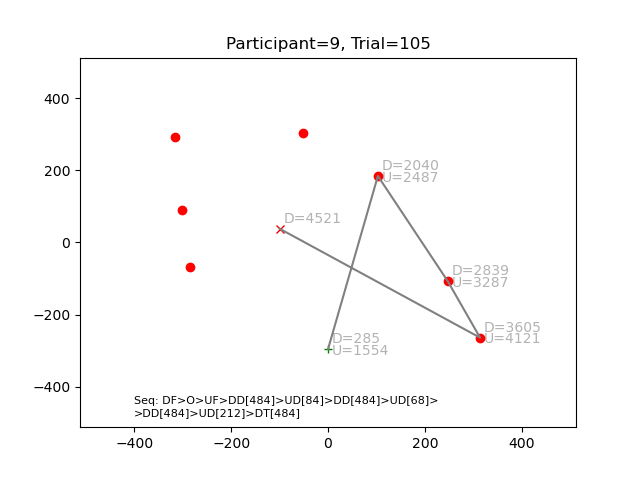 Participant=9, Trial=105
400
200
0
−200
−400
−400
−200
0
200
400
D=2040
U=2487
D=4521
D=2839
U=3287
D=3605
U=4121
D=285
U=1554
Seq: DF>O>UF>DD[484]>UD[84]>DD[484]>UD[68]>
>DD[484]>UD[212]>DT[484]